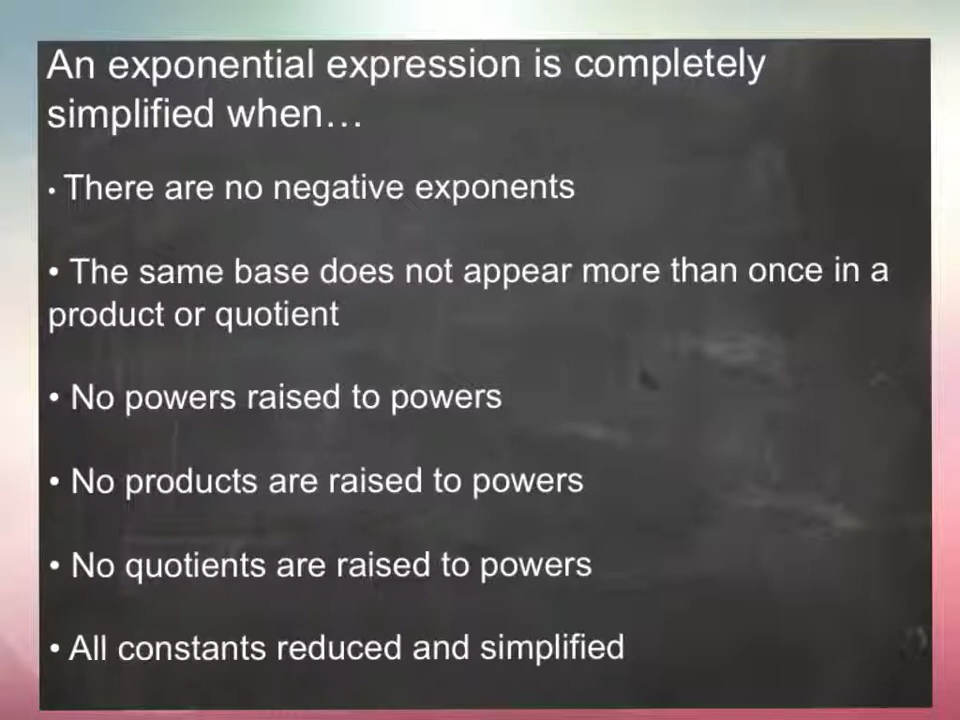 An exponential expression is completely
simplified when…
• There are no negative exponents
• The same base does not appear more than once in a
product or quotient
• No powers raised to powers
• No products are raised to powers
• No quotients are raised to powers
• All constants reduced and simplified